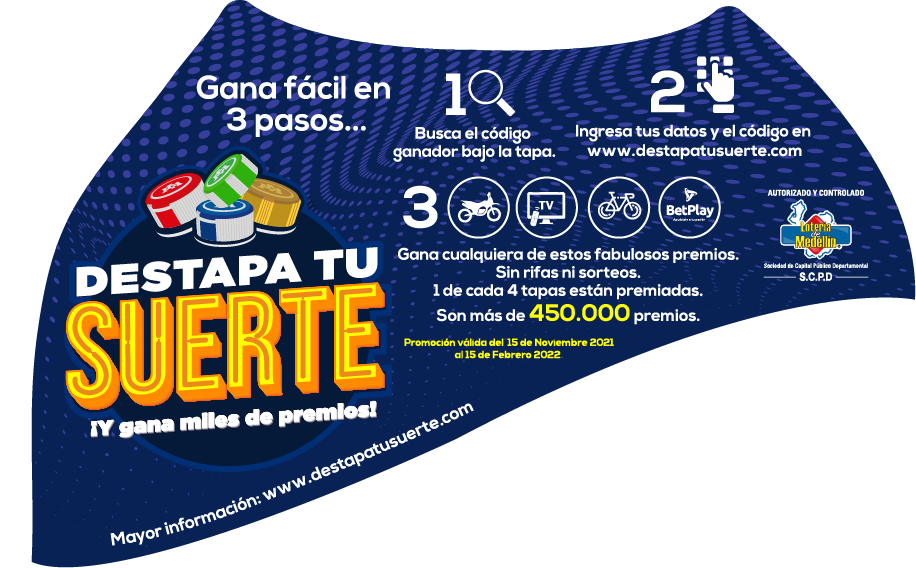 Gana fácil en
3 pasos...
1
Busca el código
ganador bajo la tapa.
2
Ingresa tus datos y el código en
www.destapatusuerte.com
3
TV
BetPlay
Gana cualquiera de estos fabulosos premios.
Sin rifas ni sorteos.
1 de cada 4 tapas están premiadas.
Son más de 450.000 premios.
Promoción válida del 15 de Noviembre 2021
al 15 de Febrero 2022
AUTORIZADO Y CONTROLADO
Lotería
de
Medellín
Sociedad de Capital Público Departamental
S.C.P.D
DESTAPA TU
SUERTE
¡Y gana miles de premios!
Mayor información: www.destapatusuerte.com